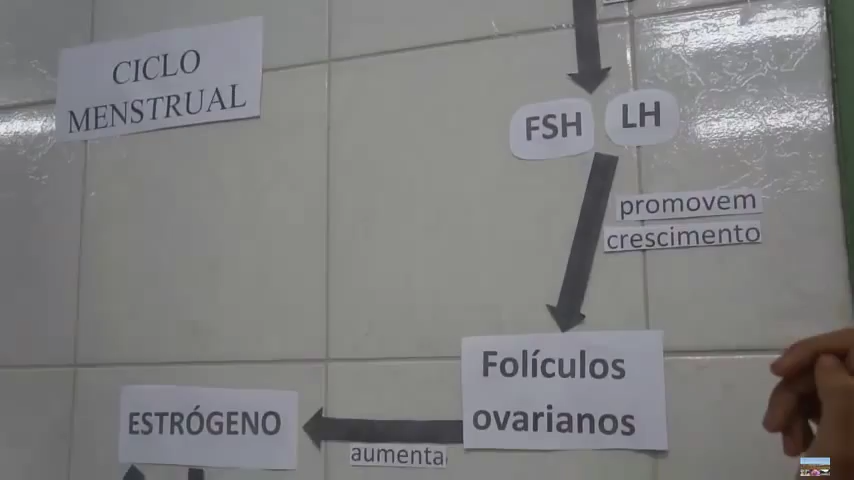 CICLO
MENSTRUAL
FSH
LH
promovem
crescimento
Folículos
ovarianos
ESTRÓGENO
aumenta